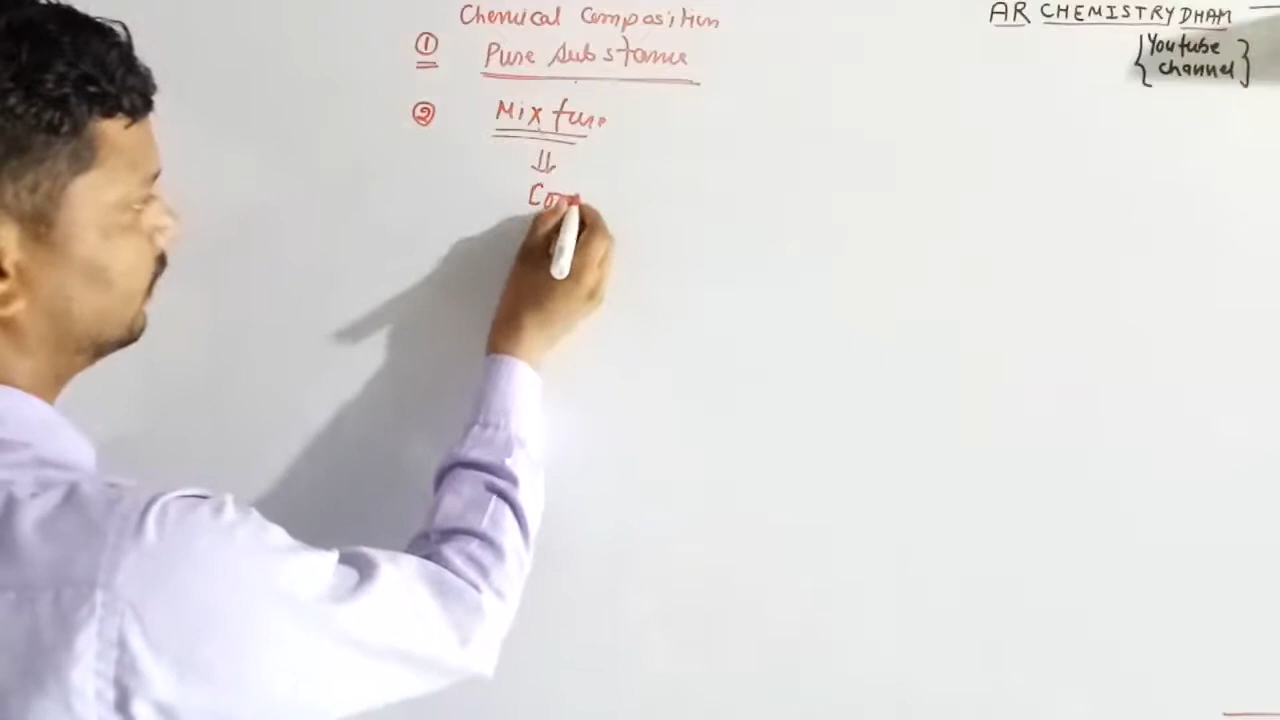 Chemical Composition
① Pure Substance
② Mixture
⇓
AR CHEMISTRY DHAM
{Youtube
channel}